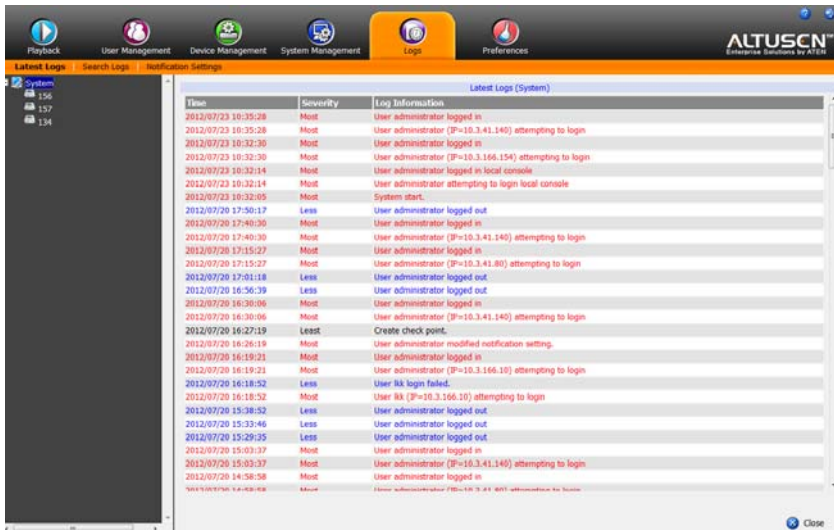 Playback
User Management
Device Management
System Management
Logs
Preferences
ALTUSCN™
Enterprise Solutions by ATEN
Latest Logs
Search Logs
Notification Settings
System
156
157
134
Latest Logs (System)
Time Severity Log Information
2012/07/23 10:35:28 Most User administrator logged in
2012/07/23 10:35:28 Most User administrator (IP=10.3.41.140) attempting to login
2012/07/23 10:32:30 Most User administrator logged in
2012/07/23 10:32:30 Most User administrator (IP=10.3.166.154) attempting to login
2012/07/23 10:32:14 Most User administrator logged in local console
2012/07/23 10:32:14 Most User administrator attempting to login local console
2012/07/23 10:32:05 Most System start.
2012/07/20 17:50:17 Less User administrator logged out
2012/07/20 17:40:30 Most User administrator logged in
2012/07/20 17:40:30 Most User administrator (IP=10.3.41.140) attempting to login
2012/07/20 17:15:27 Most User administrator logged in
2012/07/20 17:15:27 Most User administrator (IP=10.3.41.80) attempting to login
2012/07/20 17:01:18 Less User administrator logged out
2012/07/20 16:56:39 Less User administrator logged out
2012/07/20 16:30:06 Most User administrator logged in
2012/07/20 16:30:06 Most User administrator (IP=10.3.41.140) attempting to login
2012/07/20 16:27:19 Least Create check point.
2012/07/20 16:26:19 Most User administrator modified notification setting.
2012/07/20 16:19:21 Most User administrator logged in
2012/07/20 16:19:21 Most User administrator (IP=10.3.166.10) attempting to login
2012/07/20 16:18:52 Less User lkk login failed.
2012/07/20 16:18:52 Most User lkk (IP=10.3.166.10) attempting to login
2012/07/20 15:38:52 Less User administrator logged out
2012/07/20 15:33:46 Less User administrator logged out
2012/07/20 15:29:35 Less User administrator logged out
2012/07/20 15:03:37 Most User administrator logged in
2012/07/20 15:03:37 Most User administrator (IP=10.3.41.140) attempting to login
2012/07/20 14:58:58 Most User administrator logged in
2012/07/20 14:58:58 Most User administrator (IP=10.3.41.80) attempting to login
Close